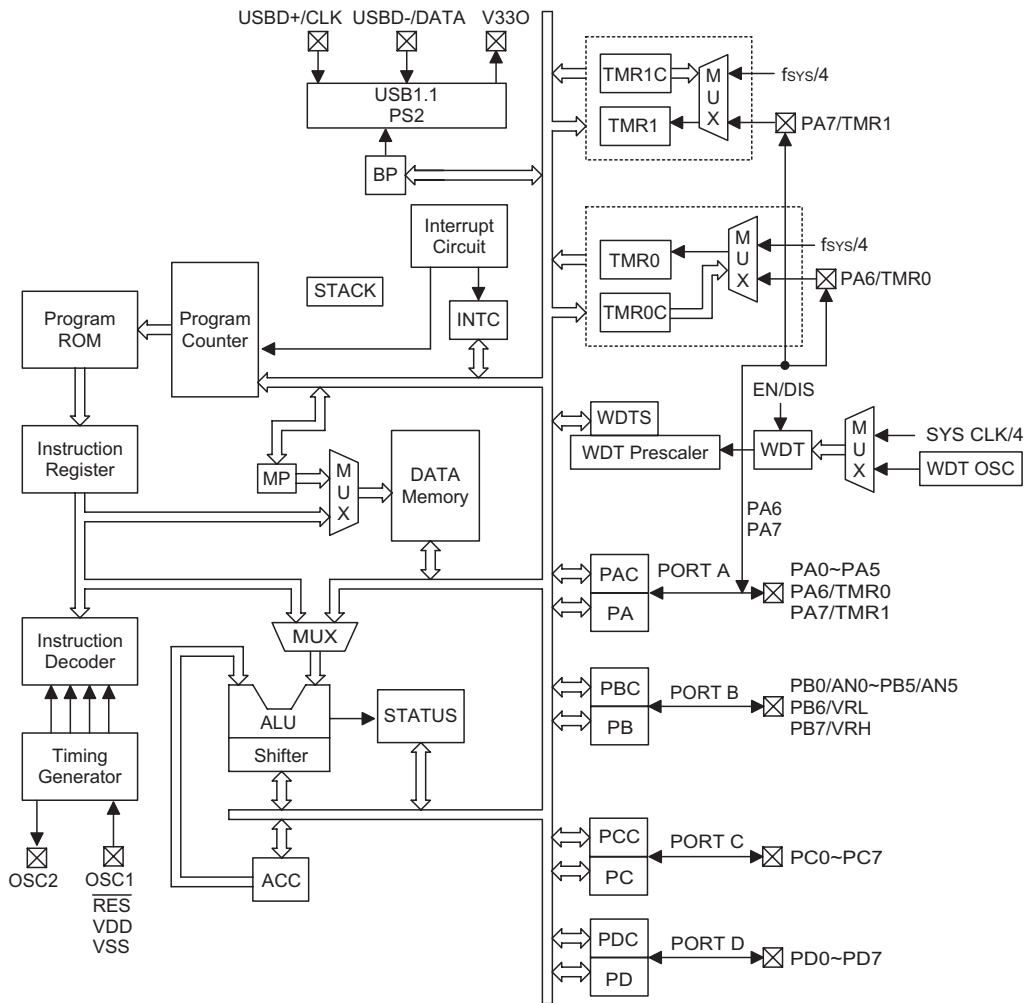 USBD+/CLK USBD-/DATA V33O
USB1.1
PS2
BP
TMR1C
TMR1
MUX
fSYS/4
PA7/TMR1
Interrupt
Circuit
STACK
INTC
TMR0
TMR0C
MUX
fSYS/4
PA6/TMR0
Program
ROM
Program
Counter
EN/DIS
WDTS
WDT Prescaler
WDT
MUX
SYS CLK/4
WDT OSC
Instruction
Register
MP
MUX
DATA
Memory
PA6
PA7
PAC
PA
PORT A
PA0~PA5
PA6/TMR0
PA7/TMR1
Instruction
Decoder
MUX
ALU
Shifter
STATUS
PBC
PB
PORT B
PB0/AN0~PB5/AN5
PB6/VRL
PB7/VRH
Timing
Generator
OSC2
OSC1
RES
VDD
VSS
ACC
PCC
PC
PORT C
PC0~PC7
PDC
PD
PORT D
PD0~PD7